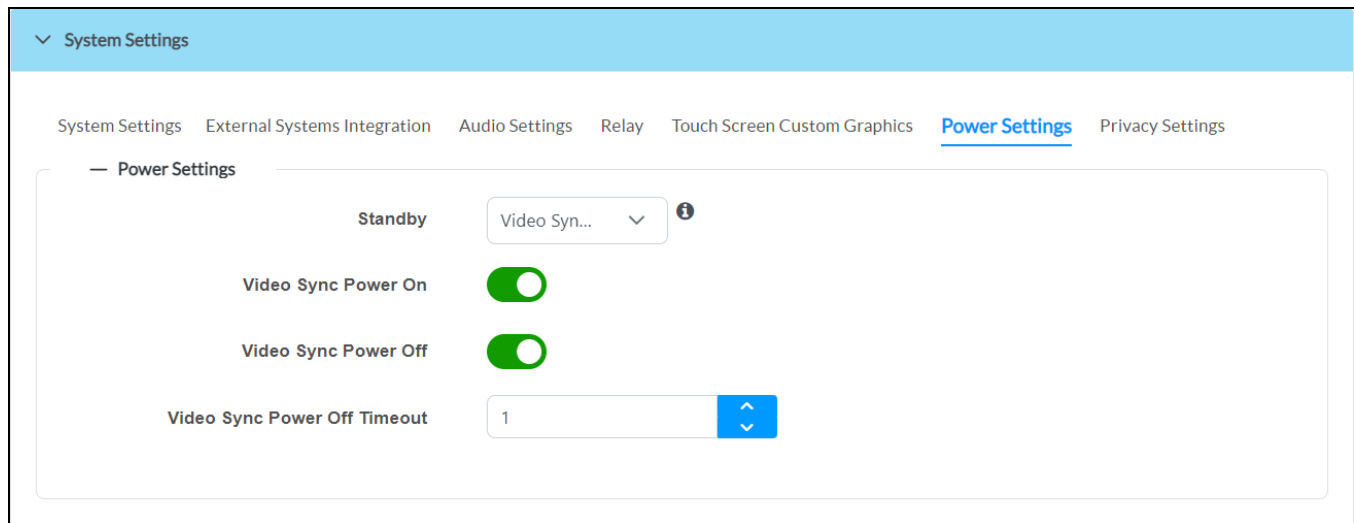 System Settings
System Settings External Systems Integration Audio Settings Relay Touch Screen Custom Graphics Power Settings Privacy Settings
Power Settings
Standby Video Syn...
Video Sync Power On
Video Sync Power Off
Video Sync Power Off Timeout 1